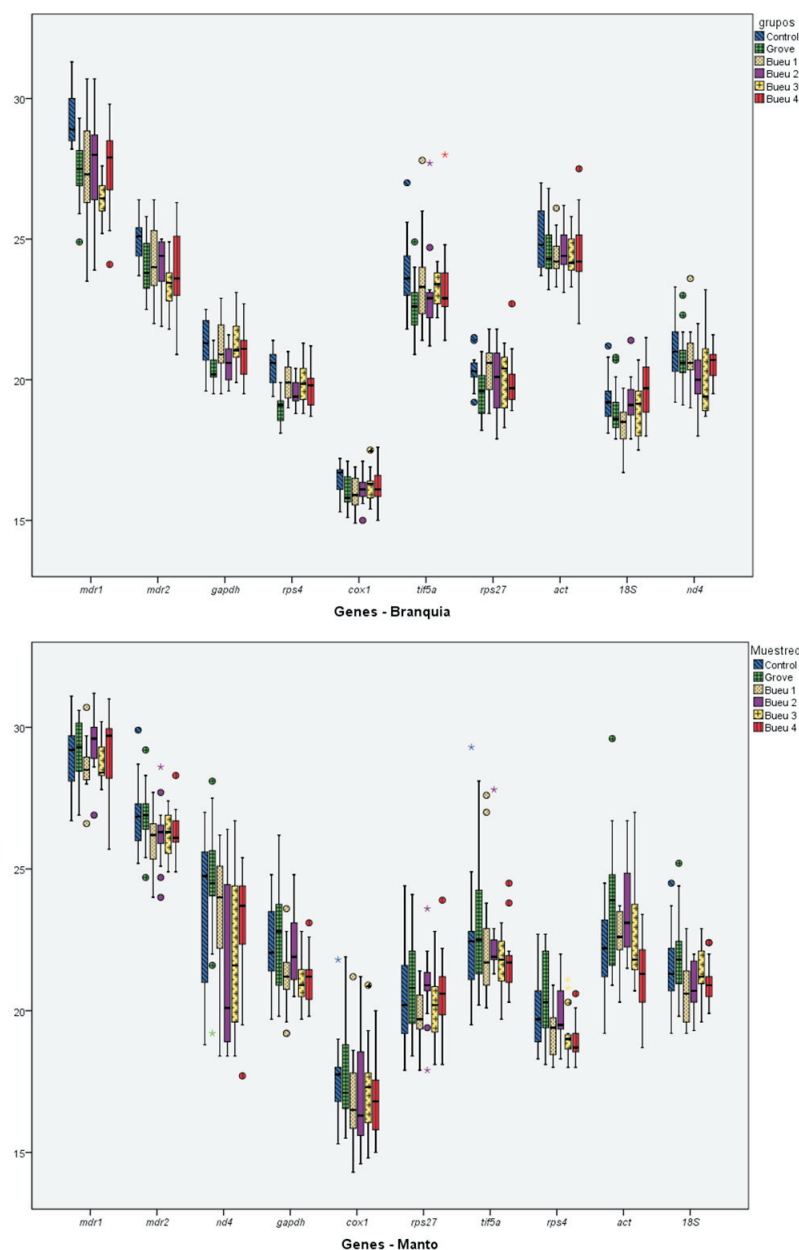 grupos
Control
Grove
Bueu 1
Bueu 2
Bueu 3
Bueu 4
30
25
20
15
mdr1 mdr2 gapdh rps4 cox1 tif5a rps27 act 18S nd4
Genes - Branquia
Muestreo
Control
Grove
Bueu 1
Bueu 2
Bueu 3
Bueu 4
30
25
20
15
mdr1 mdr2 nd4 gapdh cox1 rps27 tif5a rps4 act 18S
Genes - Manto